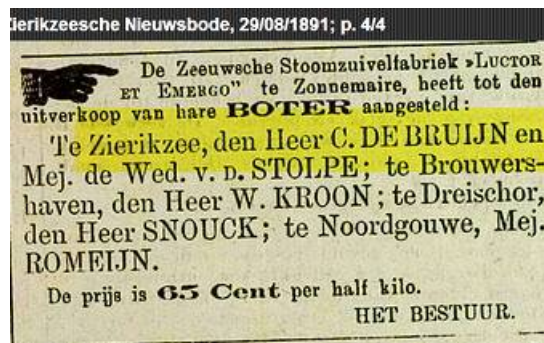 Zierikzeesche Nieuwsbode, 29/08/1891; p. 4/4
De Zeeuwsche Stoomzuivelfabriek »LUCTOR
ET EMERGO” te Zonnemaire, heeft tot den
uitverkoop van hare BOTER aangesteld:
Te Zierikzee, den Heer C. DE BRUIJN en
Mej. de Wed. v. D. STOLPE; te Brouwers-
haven, den Heer W. KROON; te Dreischor,
den Heer SNOUCK; te Noordgouwe, Mej.
ROMEIJN.
De prijs is 65 Cent per half kilo.
HET BESTUUR.